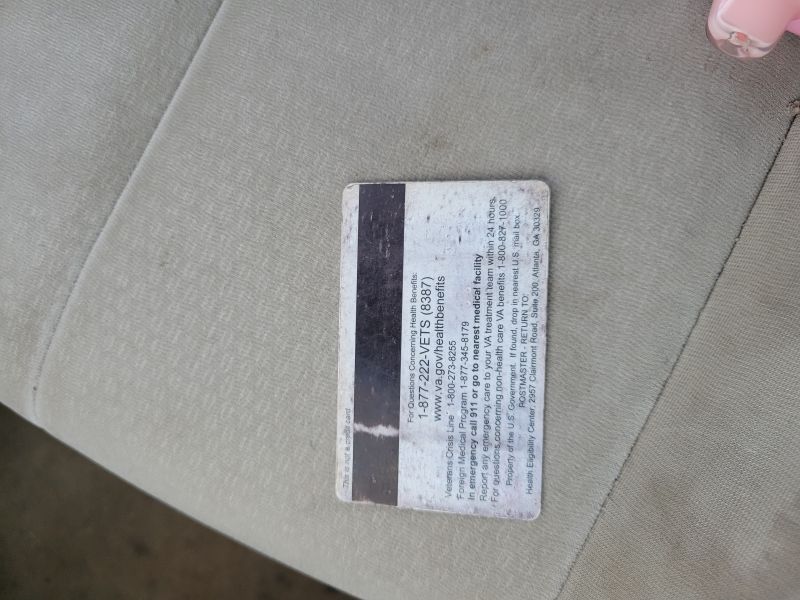 This is not a credit card
For Questions Concerning Health Benefits:
1-877-222-VETS (8387)
www.va.gov/healthbenefits
Veterans Crisis Line 1-800-273-8255
Foreign Medical Program 1-877-345-8179
In emergency call 911 or go to nearest medical facility
Report any emergency care to your VA treatment team within 24 hours.
For questions concerning non-health care VA benefits 1-800-827-1000
Property of the U.S. Government. If found, drop in nearest U.S. mail box.
POSTMASTER - RETURN TO:
Health Eligibility Center, 2957 Clairmont Road, Suite 200, Atlanta, GA 30329